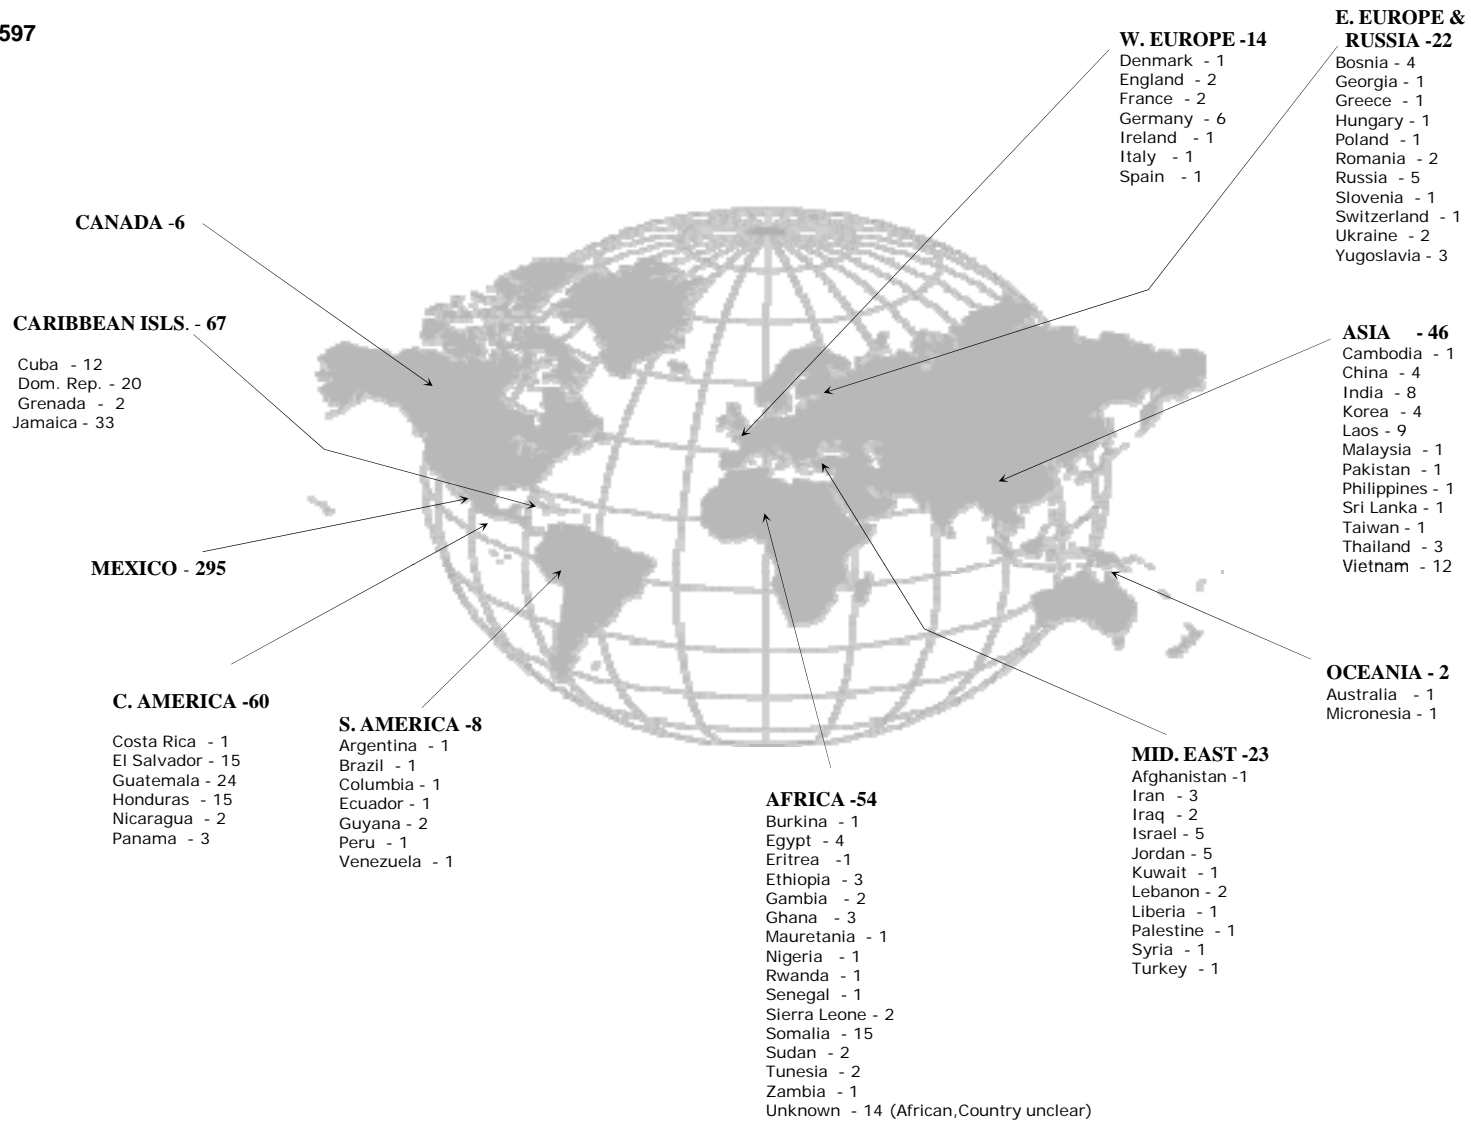 597
W. EUROPE -14
Denmark - 1
England - 2
France - 2
Germany - 6
Ireland - 1
Italy - 1
Spain - 1
E. EUROPE &
RUSSIA -22
Bosnia - 4
Georgia - 1
Greece - 1
Hungary - 1
Poland - 1
Romania - 2
Russia - 5
Slovenia - 1
Switzerland - 1
Ukraine - 2
Yugoslavia - 3
CANADA -6
CARIBBEAN ISLS. - 67
Cuba - 12
Dom. Rep. - 20
Grenada - 2
Jamaica - 33
ASIA - 46
Cambodia - 1
China - 4
India - 8
Korea - 4
Laos - 9
Malaysia - 1
Pakistan - 1
Philippines - 1
Sri Lanka - 1
Taiwan - 1
Thailand - 3
Vietnam - 12
MEXICO - 295
C. AMERICA -60
Costa Rica - 1
El Salvador - 15
Guatemala - 24
Honduras - 15
Nicaragua - 2
Panama - 3
S. AMERICA -8
Argentina - 1
Brazil - 1
Columbia - 1
Ecuador - 1
Guyana - 2
Peru - 1
Venezuela - 1
AFRICA -54
Burkina - 1
Egypt - 4
Eritrea -1
Ethiopia - 3
Gambia - 2
Ghana - 3
Mauretania - 1
Nigeria - 1
Rwanda - 1
Senegal - 1
Sierra Leone - 2
Somalia - 15
Sudan - 2
Tunesia - 2
Zambia - 1
Unknown - 14 (African,Country unclear)
MID. EAST -23
Afghanistan -1
Iran - 3
Iraq - 2
Israel - 5
Jordan - 5
Kuwait - 1
Lebanon - 2
Liberia - 1
Palestine - 1
Syria - 1
Turkey - 1
OCEANIA - 2
Australia - 1
Micronesia - 1